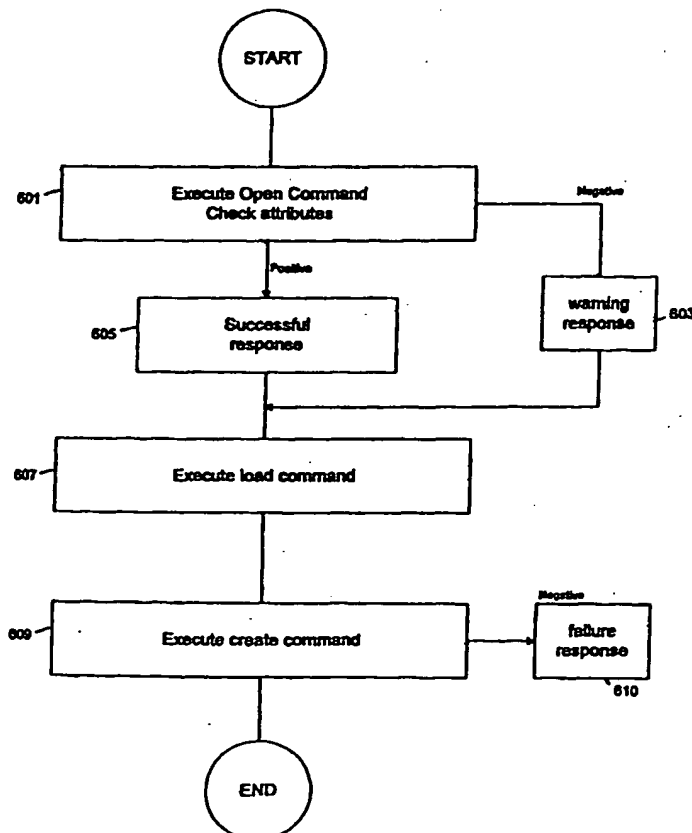 START
601
Execute Open Command
Check attributes
Negative
Positive
warning
response
603
605
Successful
response
607
Execute load command
Negative
609
Execute create command
failure
response
610
END